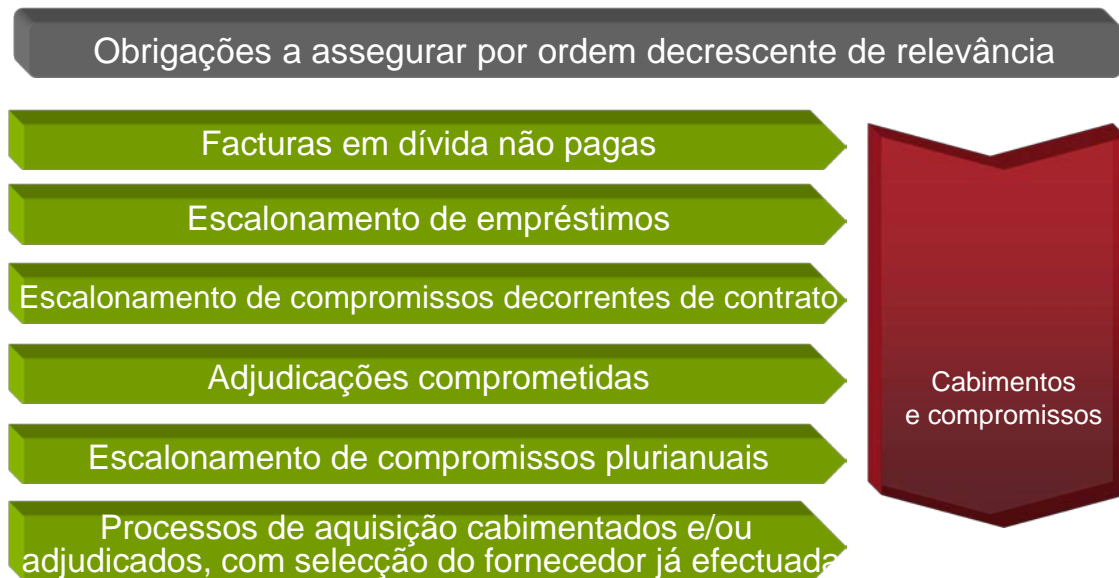 Obrigações a assegurar por ordem decrescente de relevância
Facturas em dívida não pagas
Escalonamento de empréstimos
Escalonamento de compromissos decorrentes de contrato
Adjudicações comprometidas
Escalonamento de compromissos plurianuais
Processos de aquisição cabimentados e/ou
adjudicados, com selecção do fornecedor já efectuada
Cabimentos
e compromissos